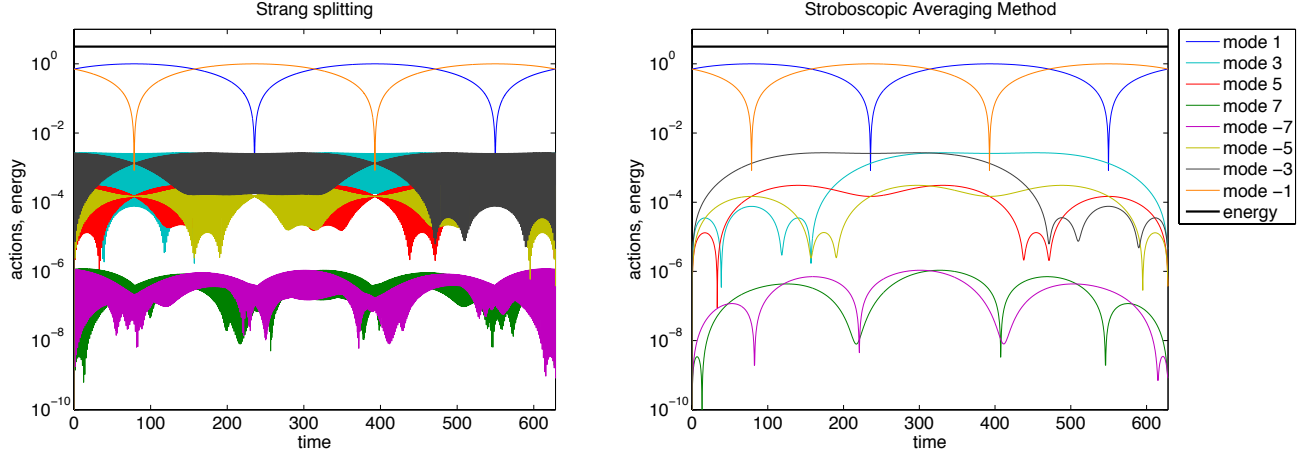 Strang splitting
actions, energy
10^0
10^-2
10^-4
10^-6
10^-8
10^-10
0 100 200 300 400 500 600
time
Stroboscopic Averaging Method
actions, energy
10^0
10^-2
10^-4
10^-6
10^-8
10^-10
0 100 200 300 400 500 600
time
mode 1
mode 3
mode 5
mode 7
mode -7
mode -5
mode -3
mode -1
energy